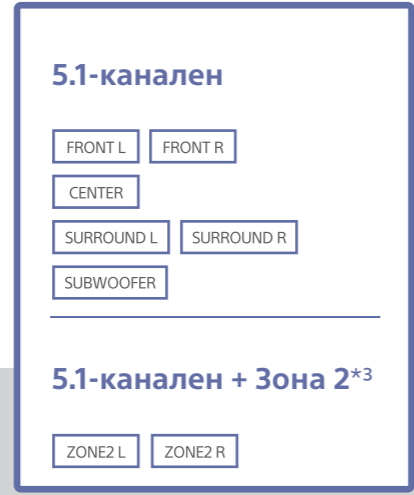 5.1-канален
FRONT L FRONT R
CENTER
SURROUND L SURROUND R
SUBWOOFER
5.1-канален + Зона 2*3
ZONE2 L ZONE2 R